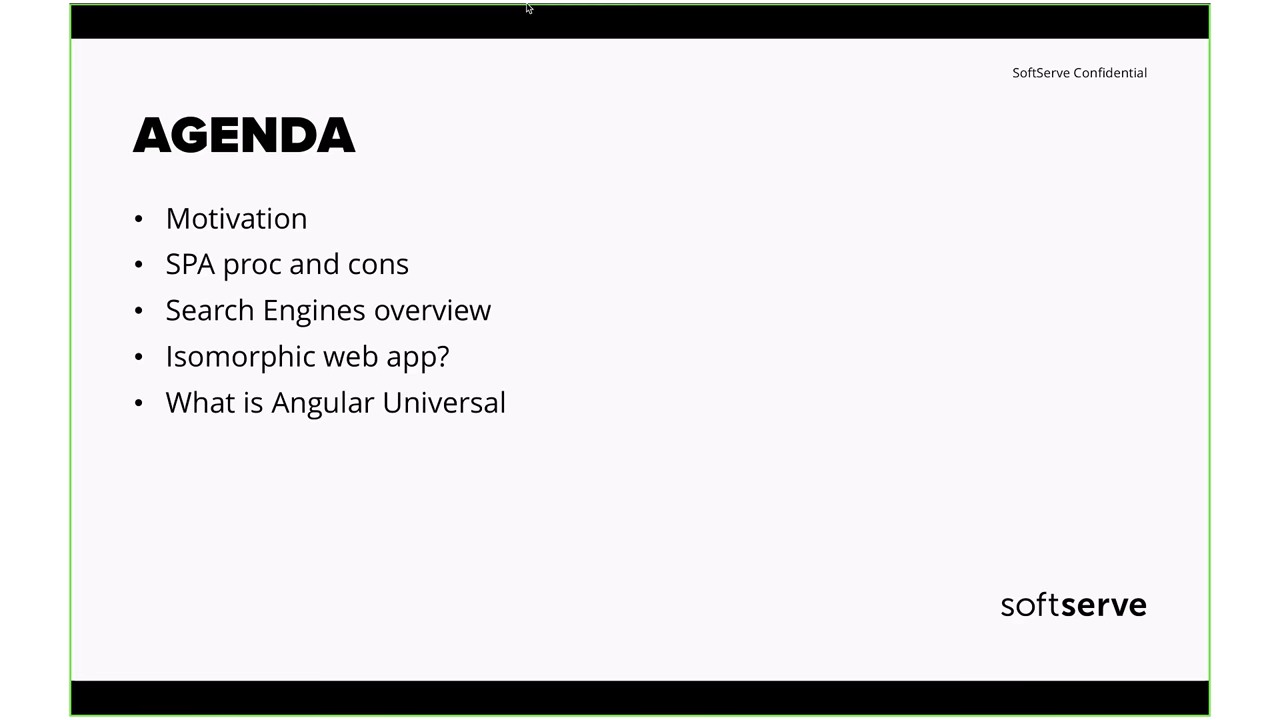 SoftServe Confidential
AGENDA
• Motivation
• SPA proc and cons
• Search Engines overview
• Isomorphic web app?
• What is Angular Universal
softserve